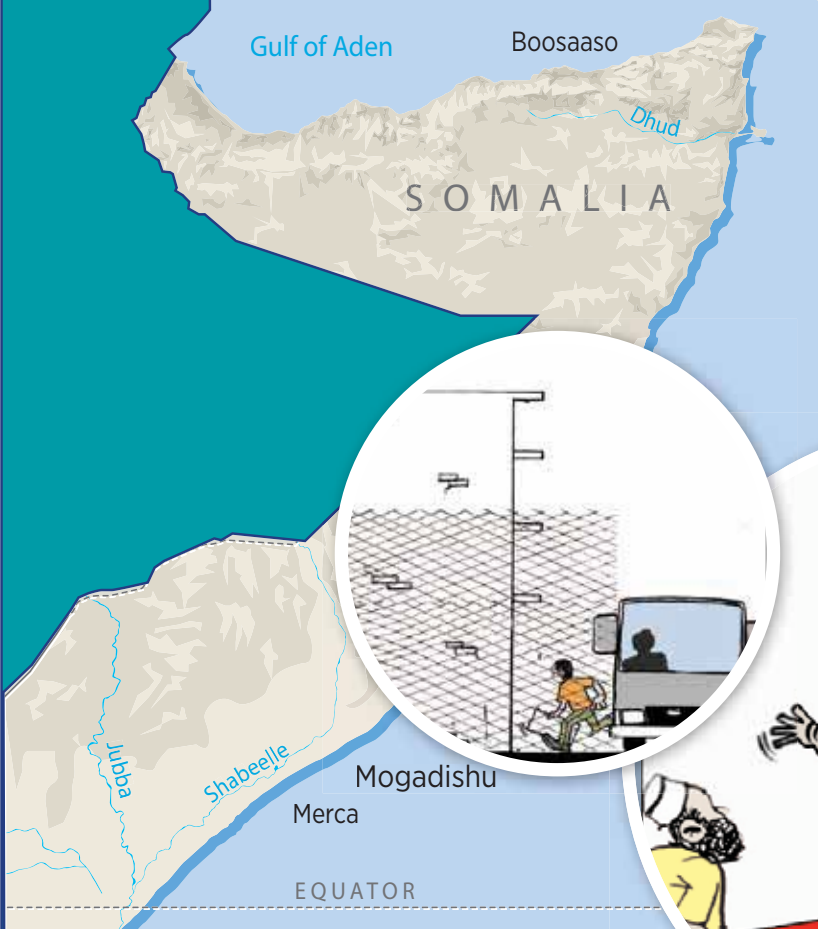 Gulf of Aden
Boosaaso
Dhud
SOMALIA
Jubba
Shabeelle
Mogadishu
Merca
EQUATOR